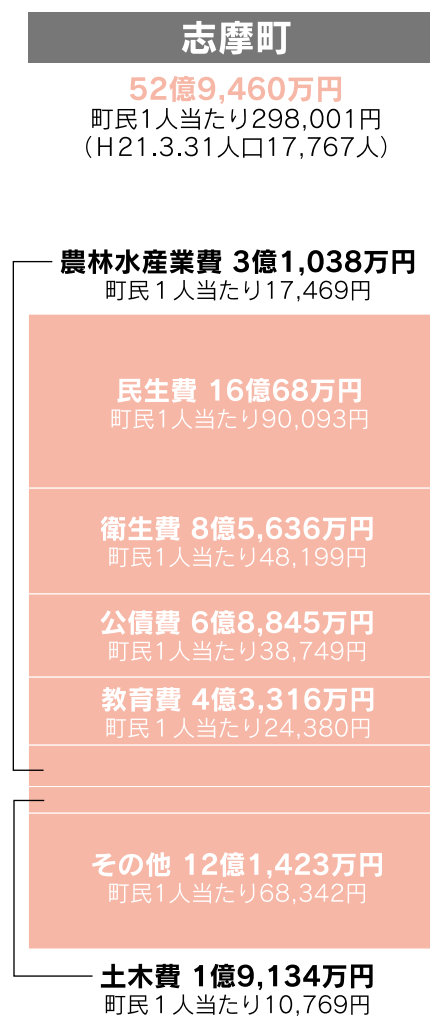 志摩町
52億9,460万円
町民1人当たり298,001円
（H21.3.31人口17,767人）
農林水産業費 3億1,038万円
町民１人当たり17,469円
民生費 16億68万円
町民1人当たり90,093円
衛生費 8億5,636万円
町民1人当たり48,199円
公債費 6億8,845万円
町民1人当たり38,749円
教育費 4億3,316万円
町民１人当たり24,380円
その他 12億1,423万円
町民1人当たり68,342円
土木費 1億9,134万円
町民１人当たり10,769円